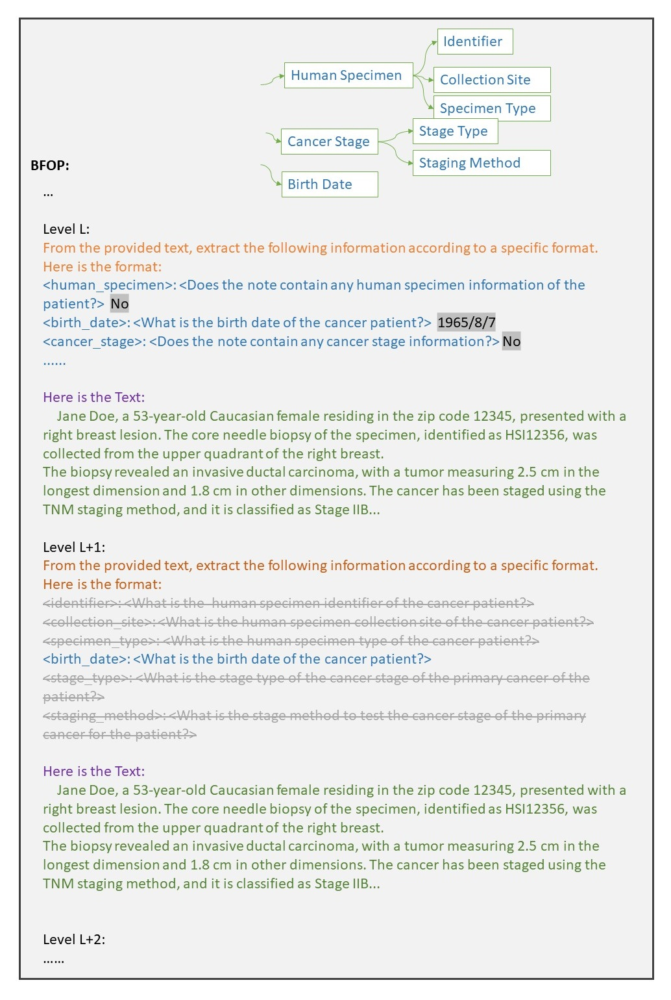 Identifier
Human Specimen
Collection Site
Specimen Type
Stage Type
Cancer Stage
Staging Method
BFOP:
Birth Date
...
Level L:
From the provided text, extract the following information according to a specific format.
Here is the format:
<human_specimen>: <Does the note contain any human specimen information of the
patient?> No
<birth_date>: <What is the birth date of the cancer patient?> 1965/8/7
<cancer_stage>: <Does the note contain any cancer stage information?> No
......
Here is the Text:
Jane Doe, a 53-year-old Caucasian female residing in the zip code 12345, presented with a
right breast lesion. The core needle biopsy of the specimen, identified as HSI12356, was
collected from the upper quadrant of the right breast.
The biopsy revealed an invasive ductal carcinoma, with a tumor measuring 2.5 cm in the
longest dimension and 1.8 cm in other dimensions. The cancer has been staged using the
TNM staging method, and it is classified as Stage IIB...
Level L+1:
From the provided text, extract the following information according to a specific format.
Here is the format:
<identifier>: <What is the human specimen identifier of the cancer patient?>
<collection_site>: <What is the human specimen collection site of the cancer patient?>
<specimen_type>: <What is the human specimen type of the cancer patient?>
<birth_date>: <What is the birth date of the cancer patient?>
<stage_type>: <What is the stage type of the cancer stage of the primary cancer of the
patient?>
<staging_method>: <What is the stage method to test the cancer stage of the primary
cancer for the patient?>
Here is the Text:
Jane Doe, a 53-year-old Caucasian female residing in the zip code 12345, presented with a
right breast lesion. The core needle biopsy of the specimen, identified as HSI12356, was
collected from the upper quadrant of the right breast.
The biopsy revealed an invasive ductal carcinoma, with a tumor measuring 2.5 cm in the
longest dimension and 1.8 cm in other dimensions. The cancer has been staged using the
TNM staging method, and it is classified as Stage IIB...
Level L+2:
......